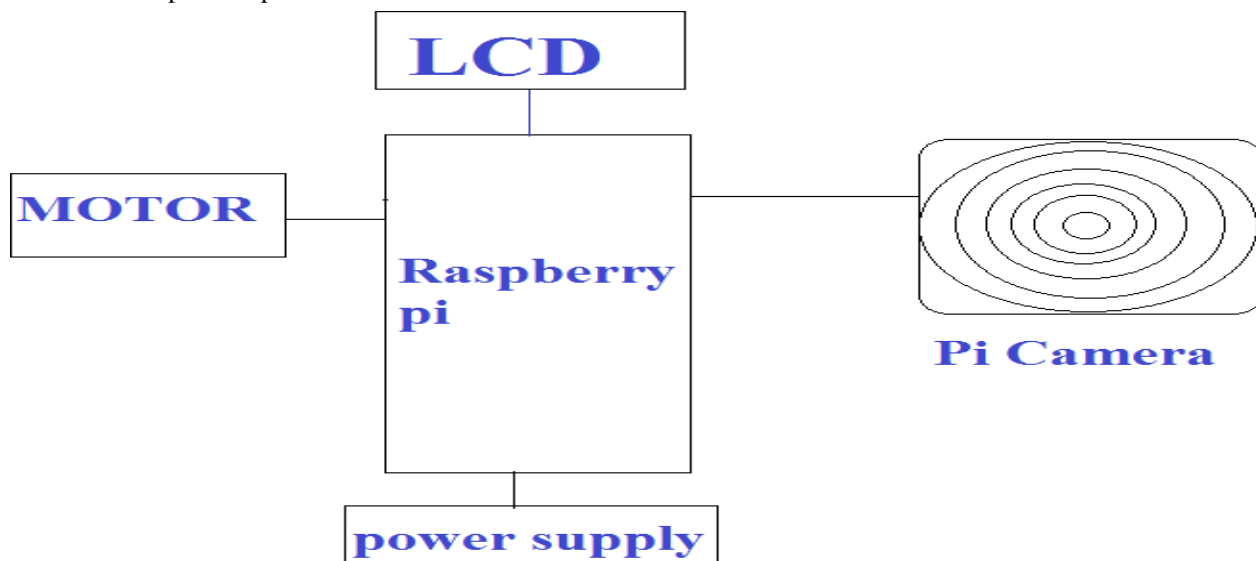 LCD
MOTOR
Raspberry
pi
Pi Camera
power supply